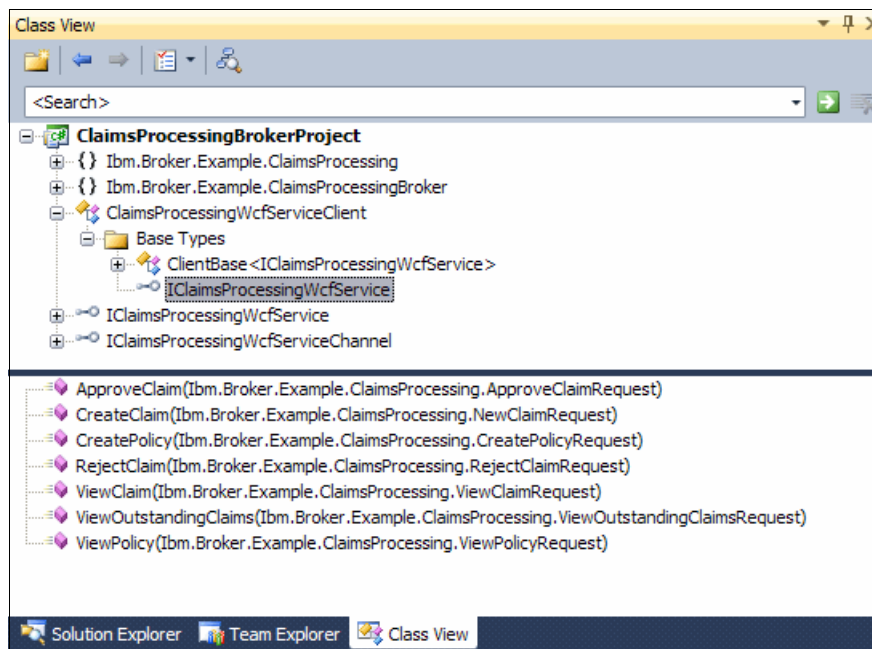 Class View
<Search>
ClaimsProcessingBrokerProject
{} Ibm.Broker.Example.ClaimsProcessing
{} Ibm.Broker.Example.ClaimsProcessingBroker
ClaimsProcessingWcfServiceClient
Base Types
ClientBase<IClaimsProcessingWcfService>
IClaimsProcessingWcfService
IClaimsProcessingWcfService
IClaimsProcessingWcfServiceChannel
ApproveClaim(Ibm.Broker.Example.ClaimsProcessing.ApproveClaimRequest)
CreateClaim(Ibm.Broker.Example.ClaimsProcessing.NewClaimRequest)
CreatePolicy(Ibm.Broker.Example.ClaimsProcessing.CreatePolicyRequest)
RejectClaim(Ibm.Broker.Example.ClaimsProcessing.RejectClaimRequest)
ViewClaim(Ibm.Broker.Example.ClaimsProcessing.ViewClaimRequest)
ViewOutstandingClaims(Ibm.Broker.Example.ClaimsProcessing.ViewOutstandingClaimsRequest)
ViewPolicy(Ibm.Broker.Example.ClaimsProcessing.ViewPolicyRequest)
Solution Explorer Team Explorer Class View